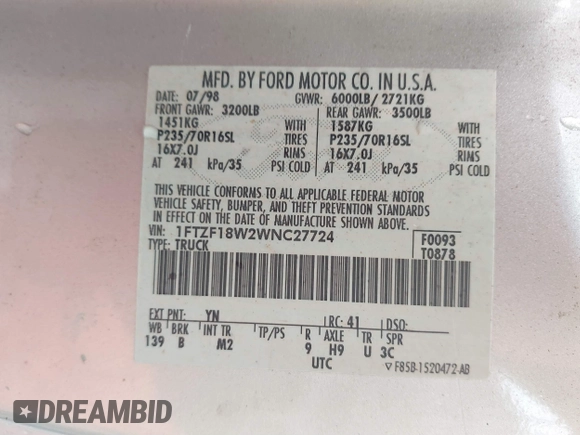 MFD. BY FORD MOTOR CO. IN U.S.A.
DATE: 07/98 GVWR: 6000LB/ 2721KG
FRONT GAWR: 3200LB REAR GAWR: 3500LB
1451KG WITH 1587KG WITH
P235/70R16SL TIRES P235/70R16SL TIRES
16X7.0J RIMS 16X7.0J RIMS
AT 241 kPa/35 PSI COLD AT 241 kPa/35 PSI COLD
THIS VEHICLE CONFORMS TO ALL APPLICABLE FEDERAL MOTOR
VEHICLE SAFETY, BUMPER, AND THEFT PREVENTION STANDARDS
IN EFFECT ON THE DATE OF MANUFACTURE SHOWN ABOVE.
VIN: 1FTZF18W2WNC27724 F0093
TYPE: TRUCK T0878
EXT PNT: YN RC: 41 DSO:
WB BRK INT TR TP/PS R AXLE TR SPR
139 B M2 9 H9 U 3C
UTC ▽ F85B-1520472-AB
$DREAMBID